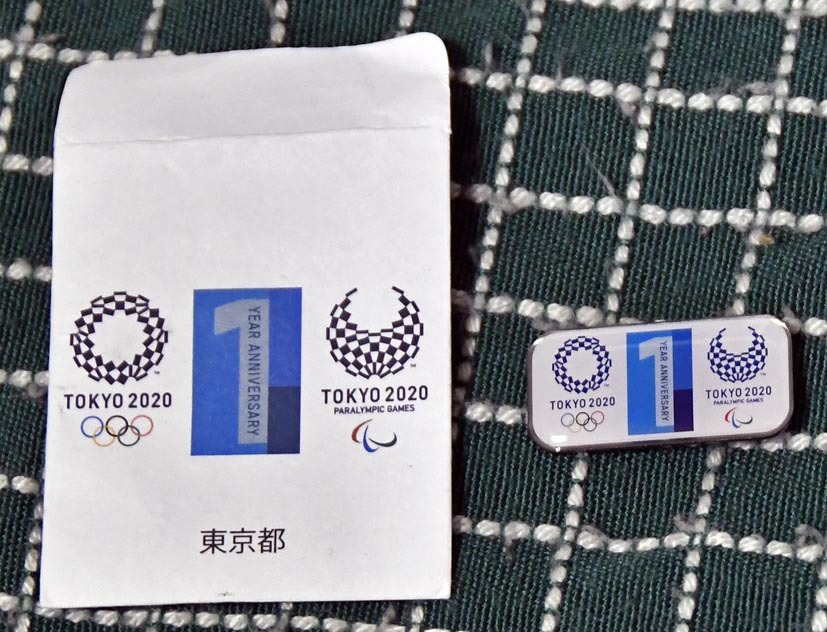 TOKYO 2020
1
YEAR ANNIVERSARY
TOKYO 2020
PARALYMPIC GAMES
東京都
TOKYO 2020
1
YEAR ANNIVERSARY
TOKYO 2020
PARALYMPIC GAMES